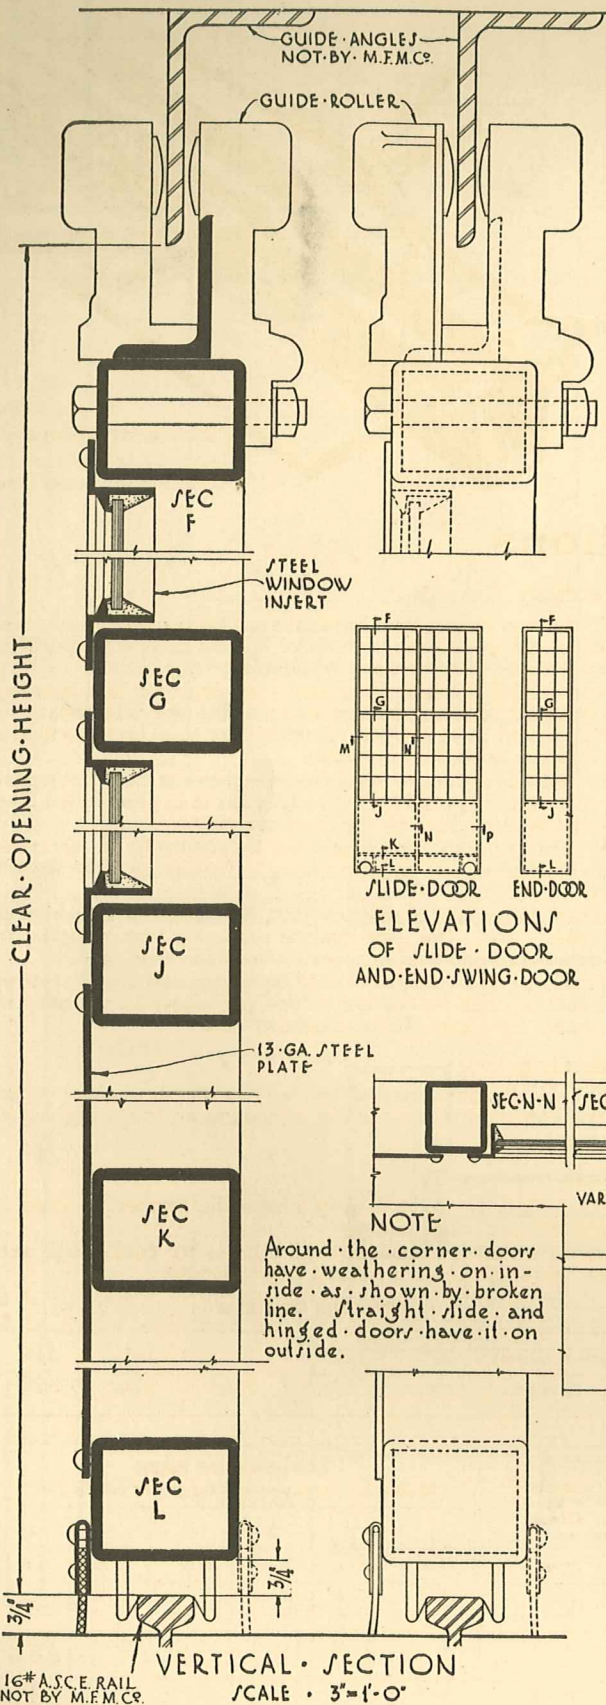 GUIDE·ANGLES
NOT·BY·M.F.M.Cº.
GUIDE·ROLLER
SEC
F
STEEL
WINDOW
INSERT
SEC
G
CLEAR·OPENING·HEIGHT
F
G
M
N
J
K
L
N
P
F
G
J
L
SLIDE·DOOR
END·DOOR
ELEVATIONS
OF SLIDE·DOOR
AND·END·SWING·DOOR
SEC
J
13·GA. STEEL
PLATE
SEC·N-N
SEC
VAR
SEC
K
NOTE
Around·the·corner·doors
have·weathering·on·in-
side·as·shown·by·broken
line. Straight·slide·and
hinged·doors·have·it·on
outside.
SEC
L
3/4"
3/4"
16# A.S.C.E. RAIL
NOT BY M.F.M.Cº.
VERTICAL·SECTION
SCALE · 3"=1'-0"